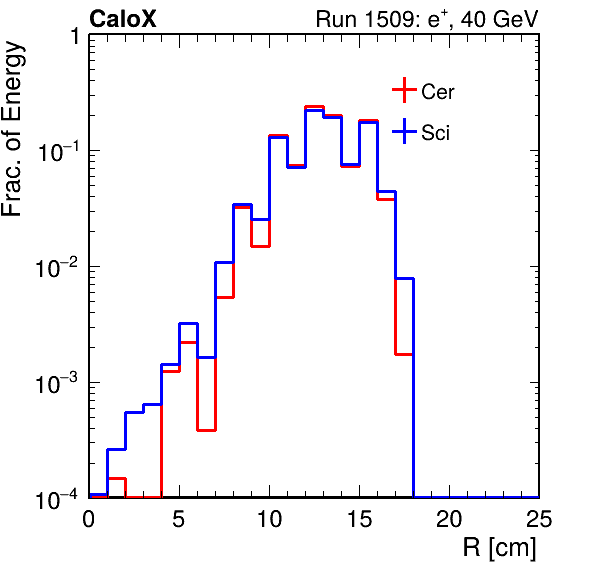 CaloX Run 1509: e⁺, 40 GeV
Frac. of Energy
1
10⁻¹
10⁻²
10⁻³
10⁻⁴
Cer
Sci
0 5 10 15 20 25
R [cm]